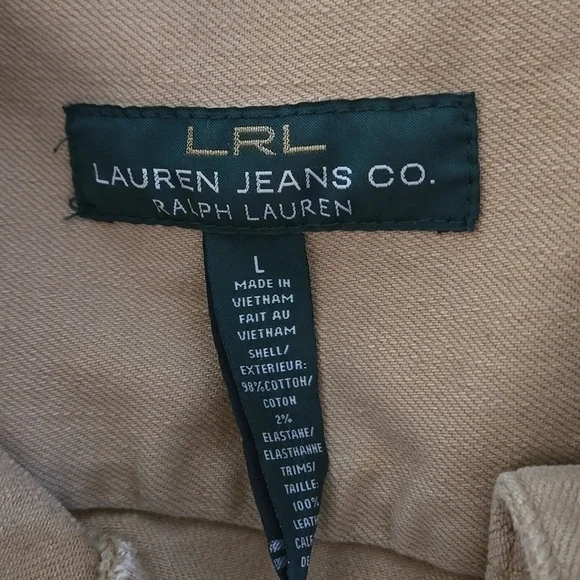 LRL
LAUREN JEANS CO.
RALPH LAUREN
L
MADE IN
VIETNAM
FAIT AU
VIETNAM
SHELL/
EXTERIEUR:
98%COTTON/
COTON
2%
ELASTANE/
ELASTHANNE
TRIMS/
TAILLE:
100%